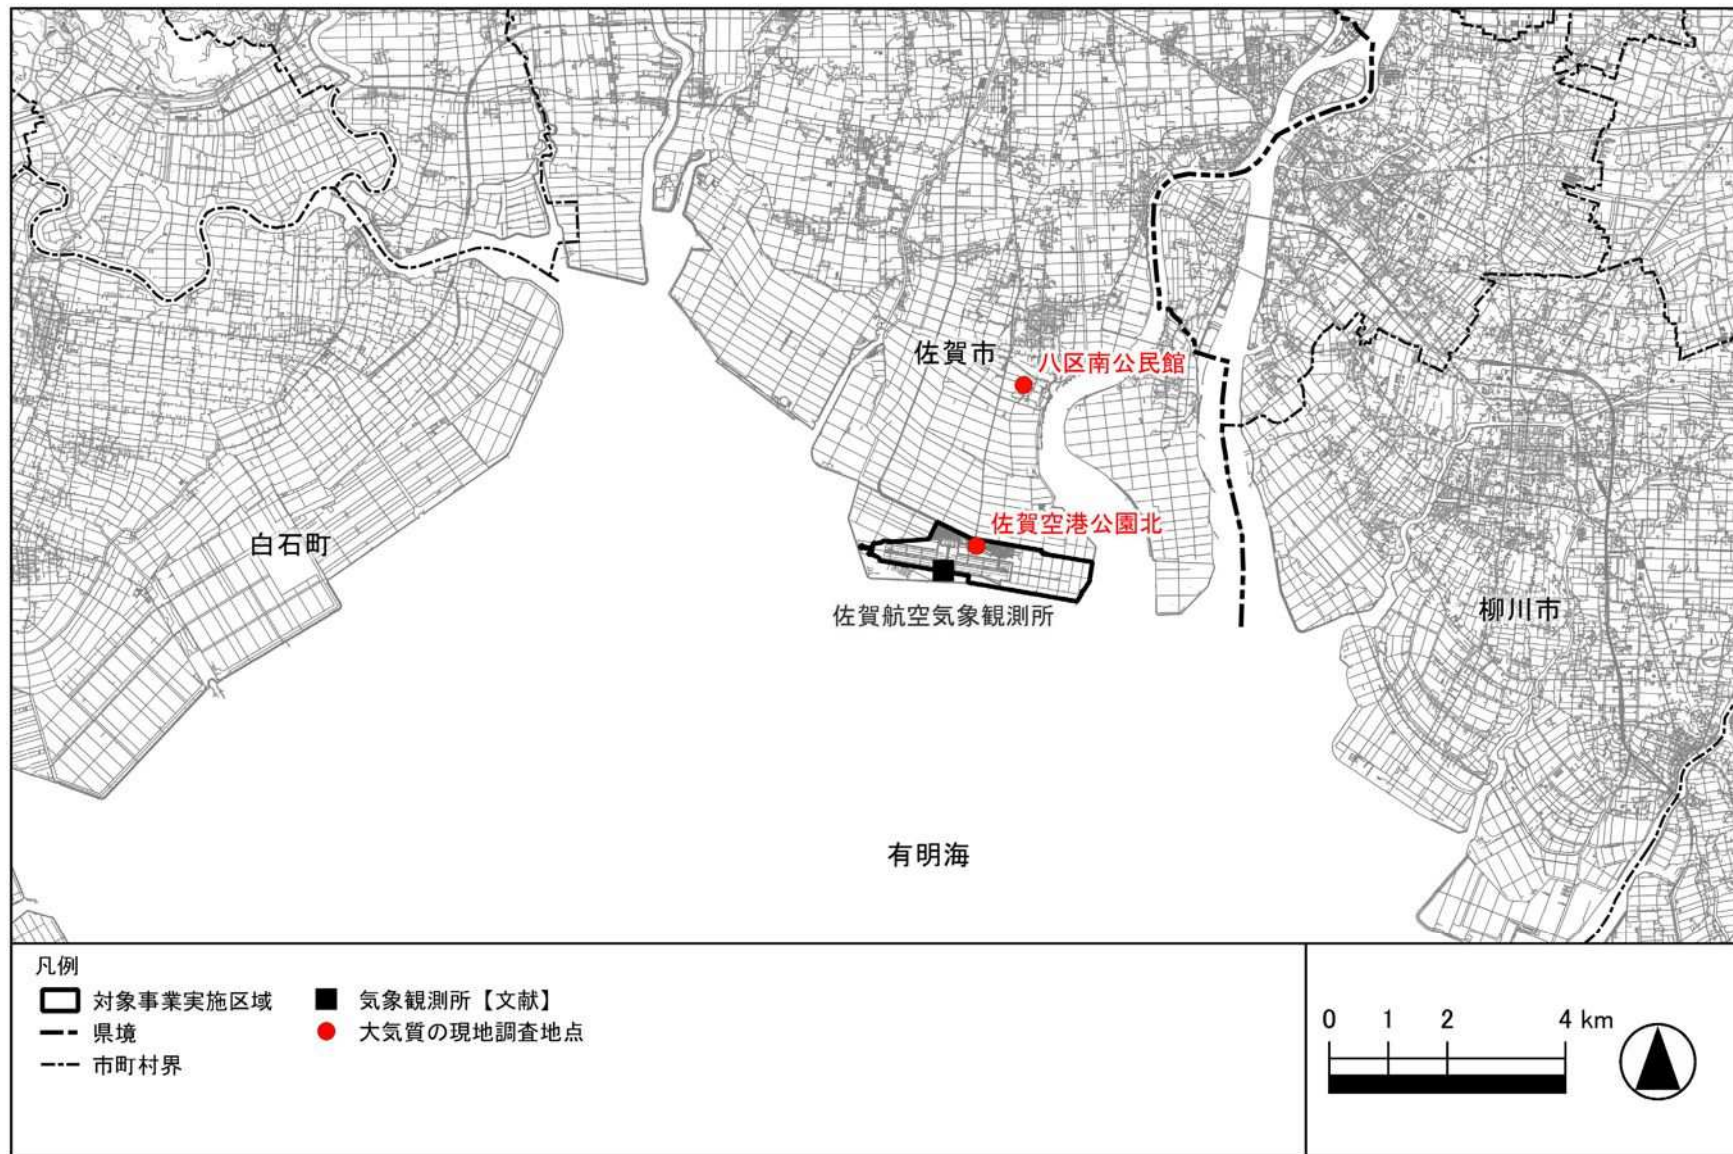 佐賀市
八区南公民館
佐賀空港公園北
白石町
佐賀航空気象観測所
柳川市
有明海
凡例
対象事業実施区域
県境
市町村界
気象観測所【文献】
大気質の現地調査地点
0 1 2 4 km